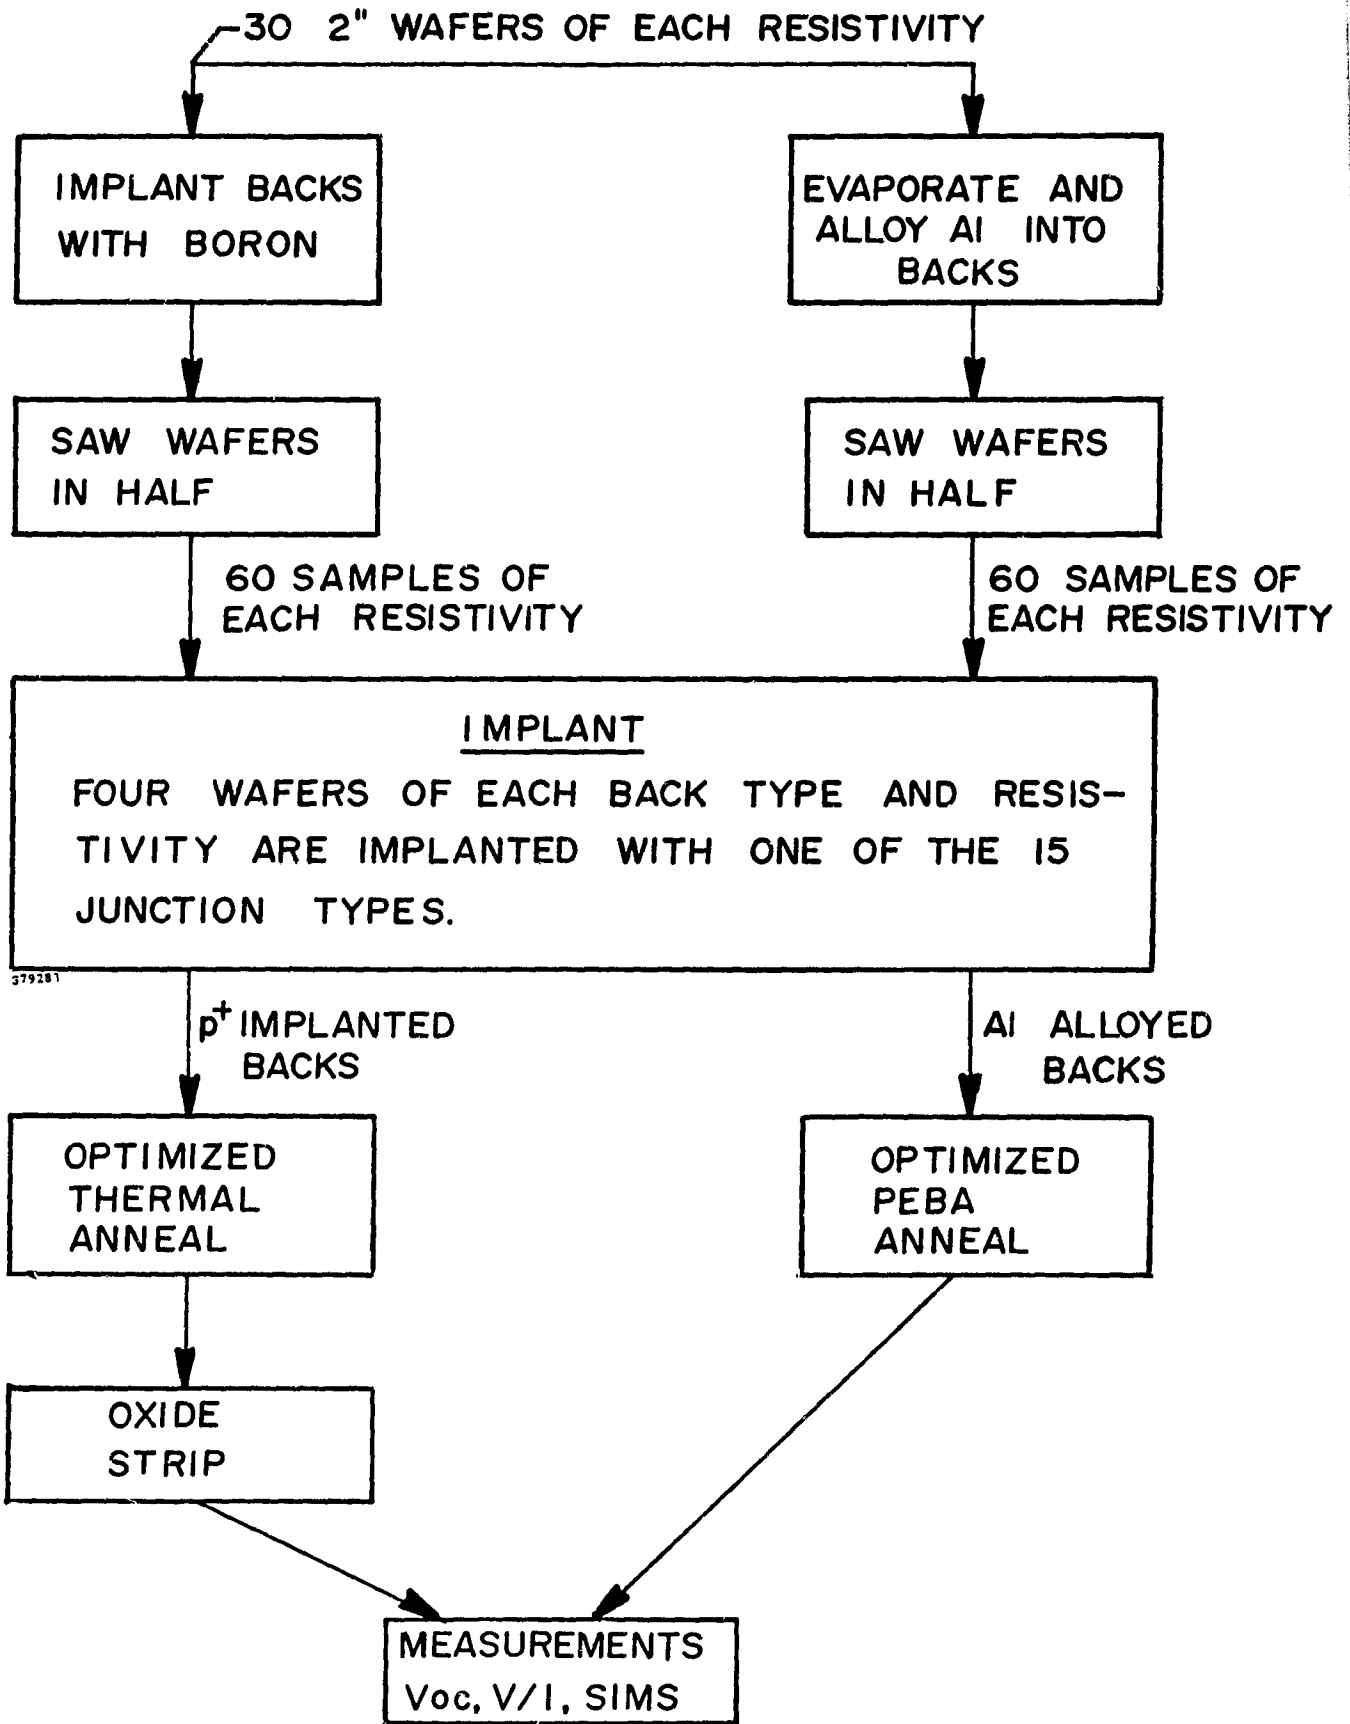 30 2" WAFERS OF EACH RESISTIVITY
IMPLANT BACKS
WITH BORON
EVAPORATE AND
ALLOY Al INTO
BACKS
SAW WAFERS
IN HALF
SAW WAFERS
IN HALF
60 SAMPLES OF
EACH RESISTIVITY
60 SAMPLES OF
EACH RESISTIVITY
IMPLANT
FOUR WAFERS OF EACH BACK TYPE AND RESIS-
TIVITY ARE IMPLANTED WITH ONE OF THE 15
JUNCTION TYPES.
379281
p+ IMPLANTED
BACKS
Al ALLOYED
BACKS
OPTIMIZED
THERMAL
ANNEAL
OPTIMIZED
PEBA
ANNEAL
OXIDE
STRIP
MEASUREMENTS
Voc, V/I, SIMS